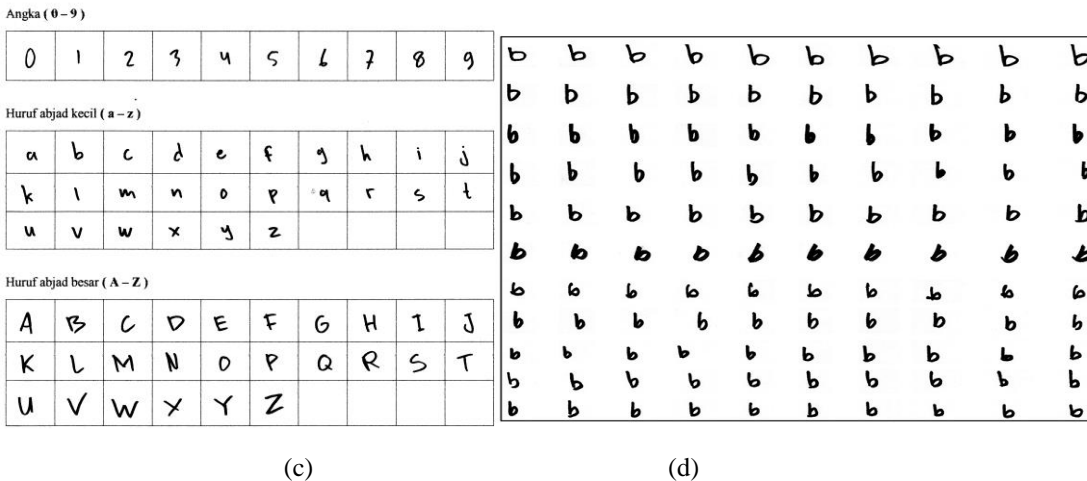 Angka ( 0 – 9 )
0 1 2 3 4 5 6 7 8 9
Huruf abjad kecil ( a – z )
a b c d e f g h i j
k l m n o p q r s t
u v w x y z
Huruf abjad besar ( A – Z )
A B C D E F G H I J
K L M N O P Q R S T
U V W X Y Z
b b b b b b b b b b
b b b b b b b b b b
b b b b b b b b b b
b b b b b b b b b b
b b b b b b b b b b
b b b b b b b b b b
b b b b b b b b b b
b b b b b b b b b b
b b b b b b b b b b
b b b b b b b b b b
b b b b b b b b b b
(c) (d)